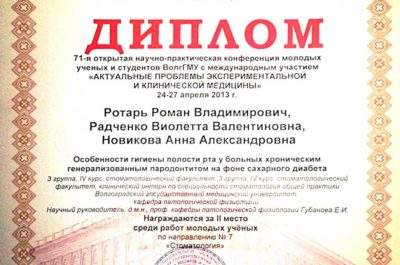 ДИПЛОМ
71-я открытая научно-практическая конференция молодых
ученых и студентов ВолгГМУ с международным участием
«АКТУАЛЬНЫЕ ПРОБЛЕМЫ ЭКСПЕРИМЕНТАЛЬНОЙ
И КЛИНИЧЕСКОЙ МЕДИЦИНЫ»
24-27 апреля 2013 г.
Ротарь Роман Владимирович,
Радченко Виолетта Валентиновна,
Новикова Анна Александровна
Особенности гигиены полости рта у больных хроническим
генерализованным пародонтитом на фоне сахарного диабета
3 группа, IV курс, стоматологический факультет, 3 группа, IV курс, стоматологический
факультет, клинический интерн по специальности стоматология общей практики
Волгоградский государственный медицинский университет,
кафедра патологической физиологии
Научный руководитель: д.м.н., проф. кафедры патологической физиологии Губанова Е.И.
Награждаются за II место
среди работ молодых учёных
по направлению № 7
«Стоматология»